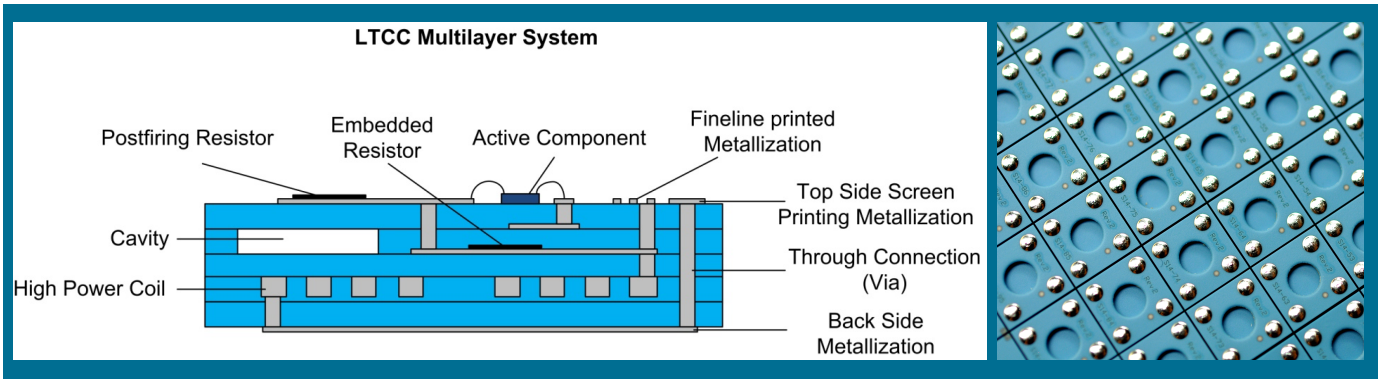 LTCC Multilayer System
Postfiring Resistor
Embedded
Resistor
Active Component
Fineline printed
Metallization
Top Side Screen
Printing Metallization
Cavity
Through Connection
(Via)
High Power Coil
Back Side
Metallization